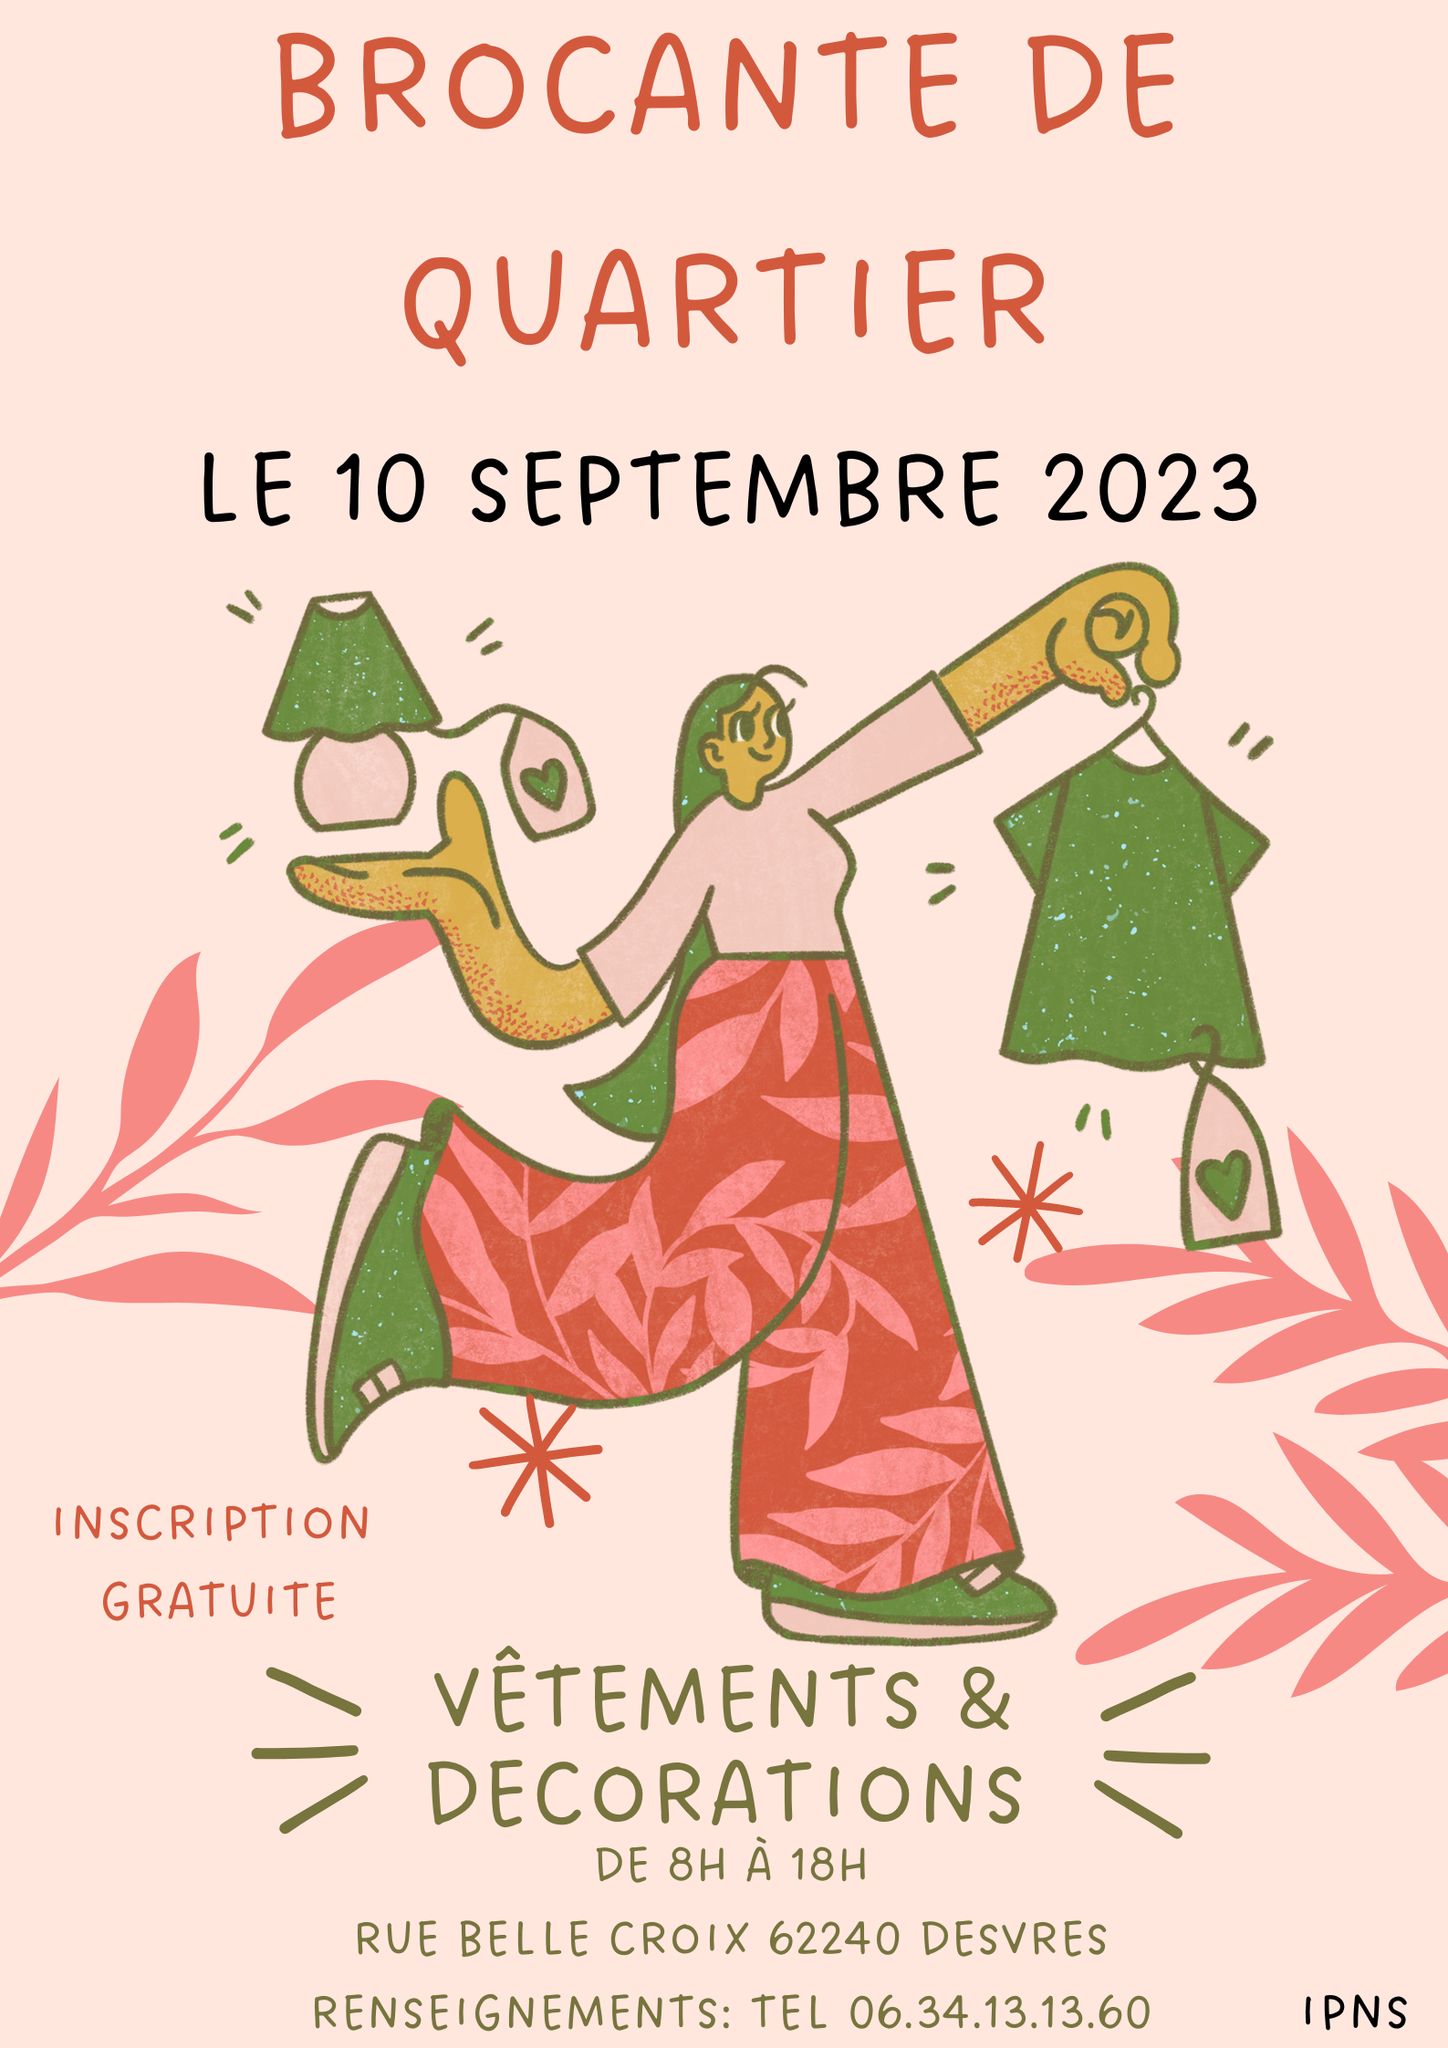 BROCANTE DE
QUARTIER
LE 10 SEPTEMBRE 2023
INSCRIPTION
GRATUITE
VÊTEMENTS &
DECORATIONS
DE 8H À 18H
RUE BELLE CROIX 62240 DESVRES
RENSEIGNEMENTS: TEL 06.34.13.13.60
IPNS